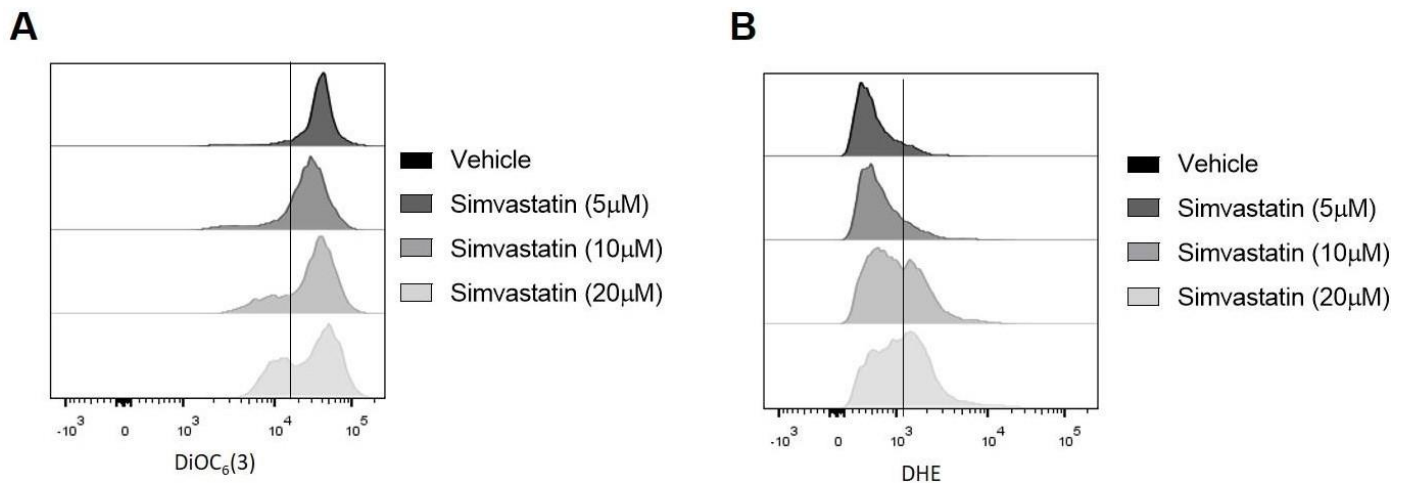 A
Vehicle
Simvastatin (5μM)
Simvastatin (10μM)
Simvastatin (20μM)
-10³ 0 10³ 10⁴ 10⁵
DiOC₆(3)
B
Vehicle
Simvastatin (5μM)
Simvastatin (10μM)
Simvastatin (20μM)
-10³ 0 10³ 10⁴ 10⁵
DHE